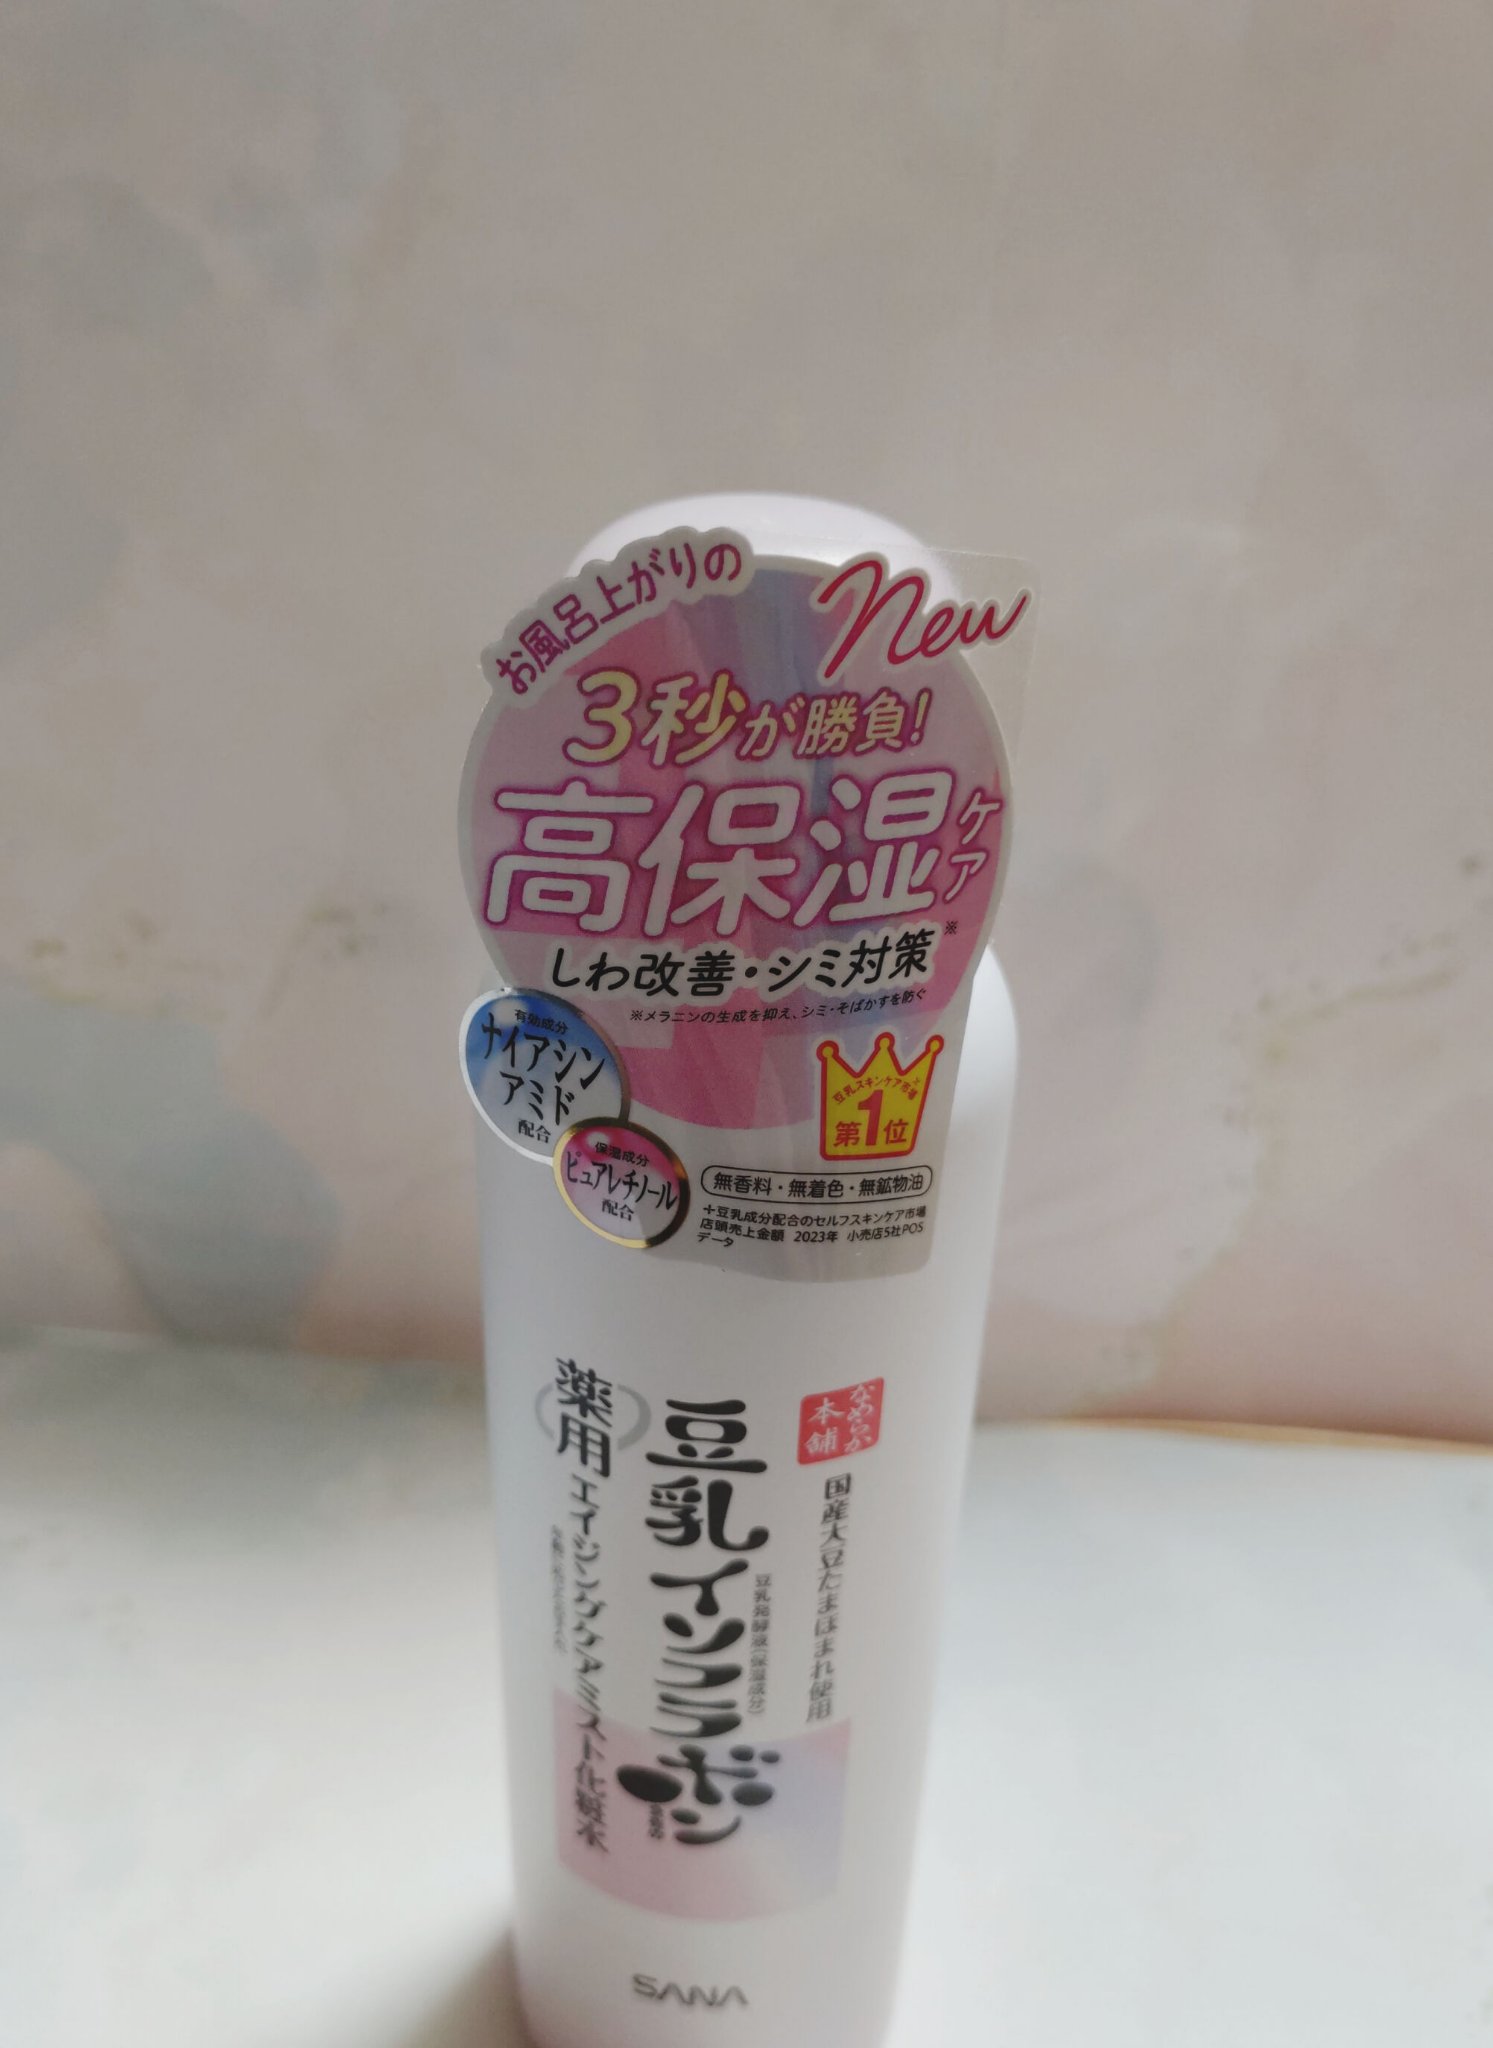 お風呂上がりの
New
3秒が勝負!
高保湿ケア
しわ改善・シミ対策※
※メラニンの生成を抑え、シミ・そばかすを防ぐ
有効成分
ナイアシン
アミド
配合
保湿成分
ピュアレチノール
配合
豆乳スキンケア市場+
第1位
無香料・無着色・無鉱物油
+豆乳成分配合のセルフスキンケア市場
店頭売上金額 2023年 小売店5社POS
データ
なめらか
本舗
国産大豆たまほまれ使用
豆乳発酵液(保湿成分)
豆乳イソフラボン
薬用エイジングケアミスト化粧水
SANA